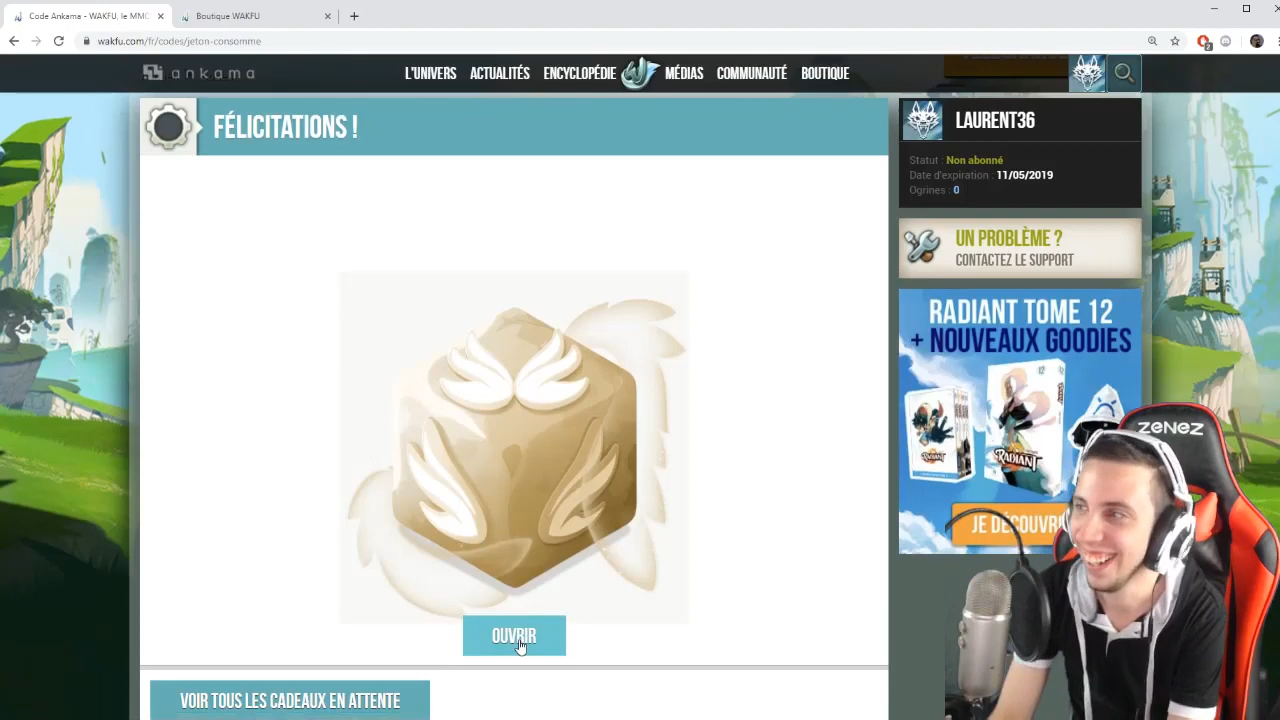 Code Ankama - WAKFU, le MMO
Boutique WAKFU
wakfu.com/fr/codes/jeton-consomme
2
ankama
L'UNIVERS ACTUALITÉS ENCYCLOPÉDIE MÉDIAS COMMUNAUTÉ BOUTIQUE
FÉLICITATIONS !
LAURENT36
Statut : Non abonné
Date d'expiration : 11/05/2019
Ogrines : 0
UN PROBLÈME ?
CONTACTEZ LE SUPPORT
RADIANT TOME 12
+ NOUVEAUX GOODIES
12
RADIANT
JE DÉCOUVR
ZENEZ
OUVRIR
VOIR TOUS LES CADEAUX EN ATTENTE